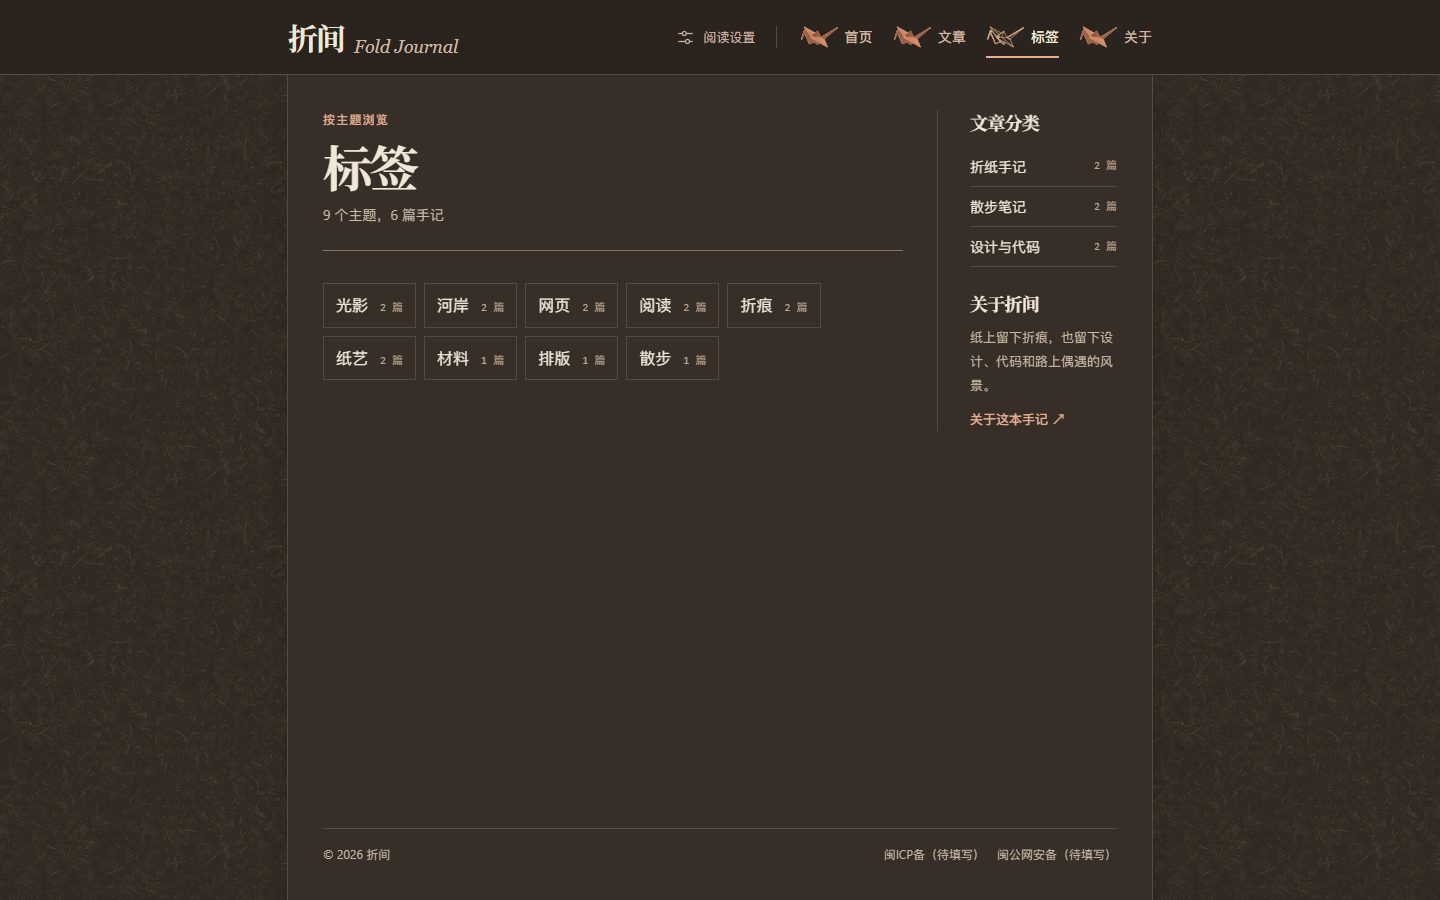 折间 Fold Journal
阅读设置 首页 文章 标签 关于
按主题浏览
标签
9 个主题，6 篇手记
光影 2 篇 河岸 2 篇 网页 2 篇 阅读 2 篇 折痕 2 篇
纸艺 2 篇 材料 1 篇 排版 1 篇 散步 1 篇
文章分类
折纸手记 2 篇
散步笔记 2 篇
设计与代码 2 篇
关于折间
纸上留下折痕，也留下设
计、代码和路上偶遇的风
景。
关于这本手记 ↗
© 2026 折间
闽ICP备（待填写） 闽公网安备（待填写）